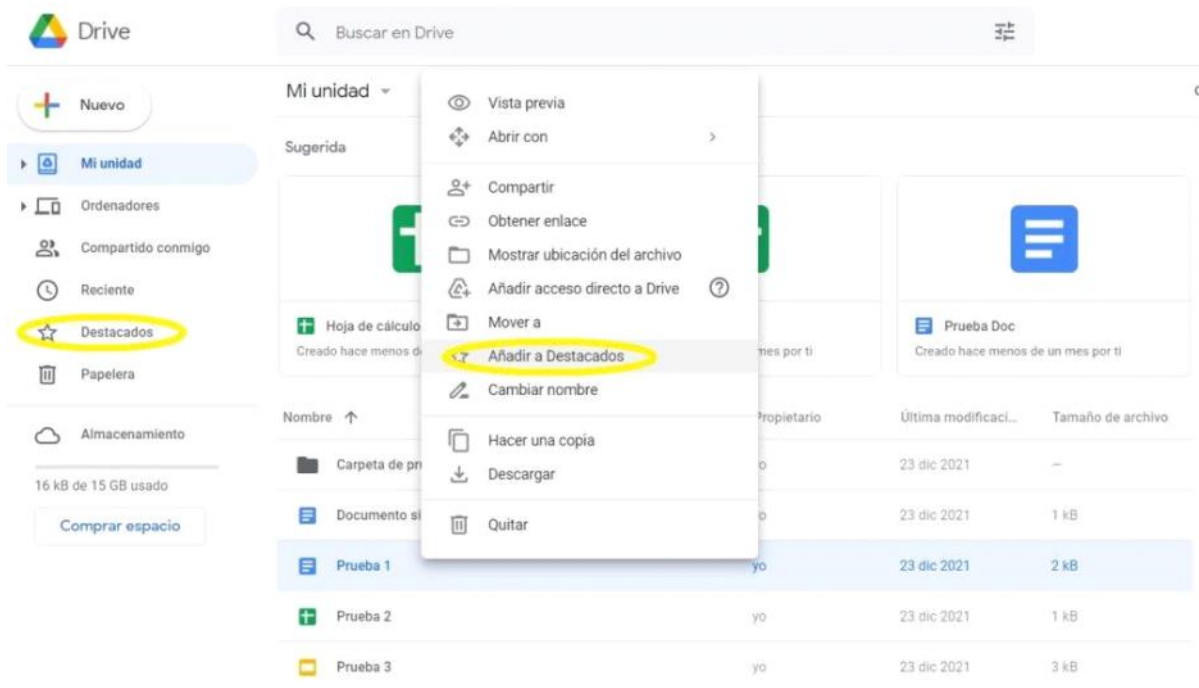 Drive
Buscar en Drive
Nuevo
Mi unidad
Ordenadores
Compartido conmigo
Reciente
Destacados
Papelera
Almacenamiento
16 kB de 15 GB usado
Comprar espacio
Mi unidad
Sugerida
Hoja de cálculo
Creado hace menos
mes por ti
Prueba Doc
Creado hace menos de un mes por ti
Vista previa
Abrir con
Compartir
Obtener enlace
Mostrar ubicación del archivo
Añadir acceso directo a Drive
Mover a
Añadir a Destacados
Cambiar nombre
Hacer una copia
Descargar
Quitar
Nombre Propietario Última modificaci... Tamaño de archivo
Carpeta de 23 dic 2021 –
Documento 23 dic 2021 1 kB
Prueba 1 yo 23 dic 2021 2 kB
Prueba 2 yo 23 dic 2021 1 kB
Prueba 3 yo 23 dic 2021 3 kB